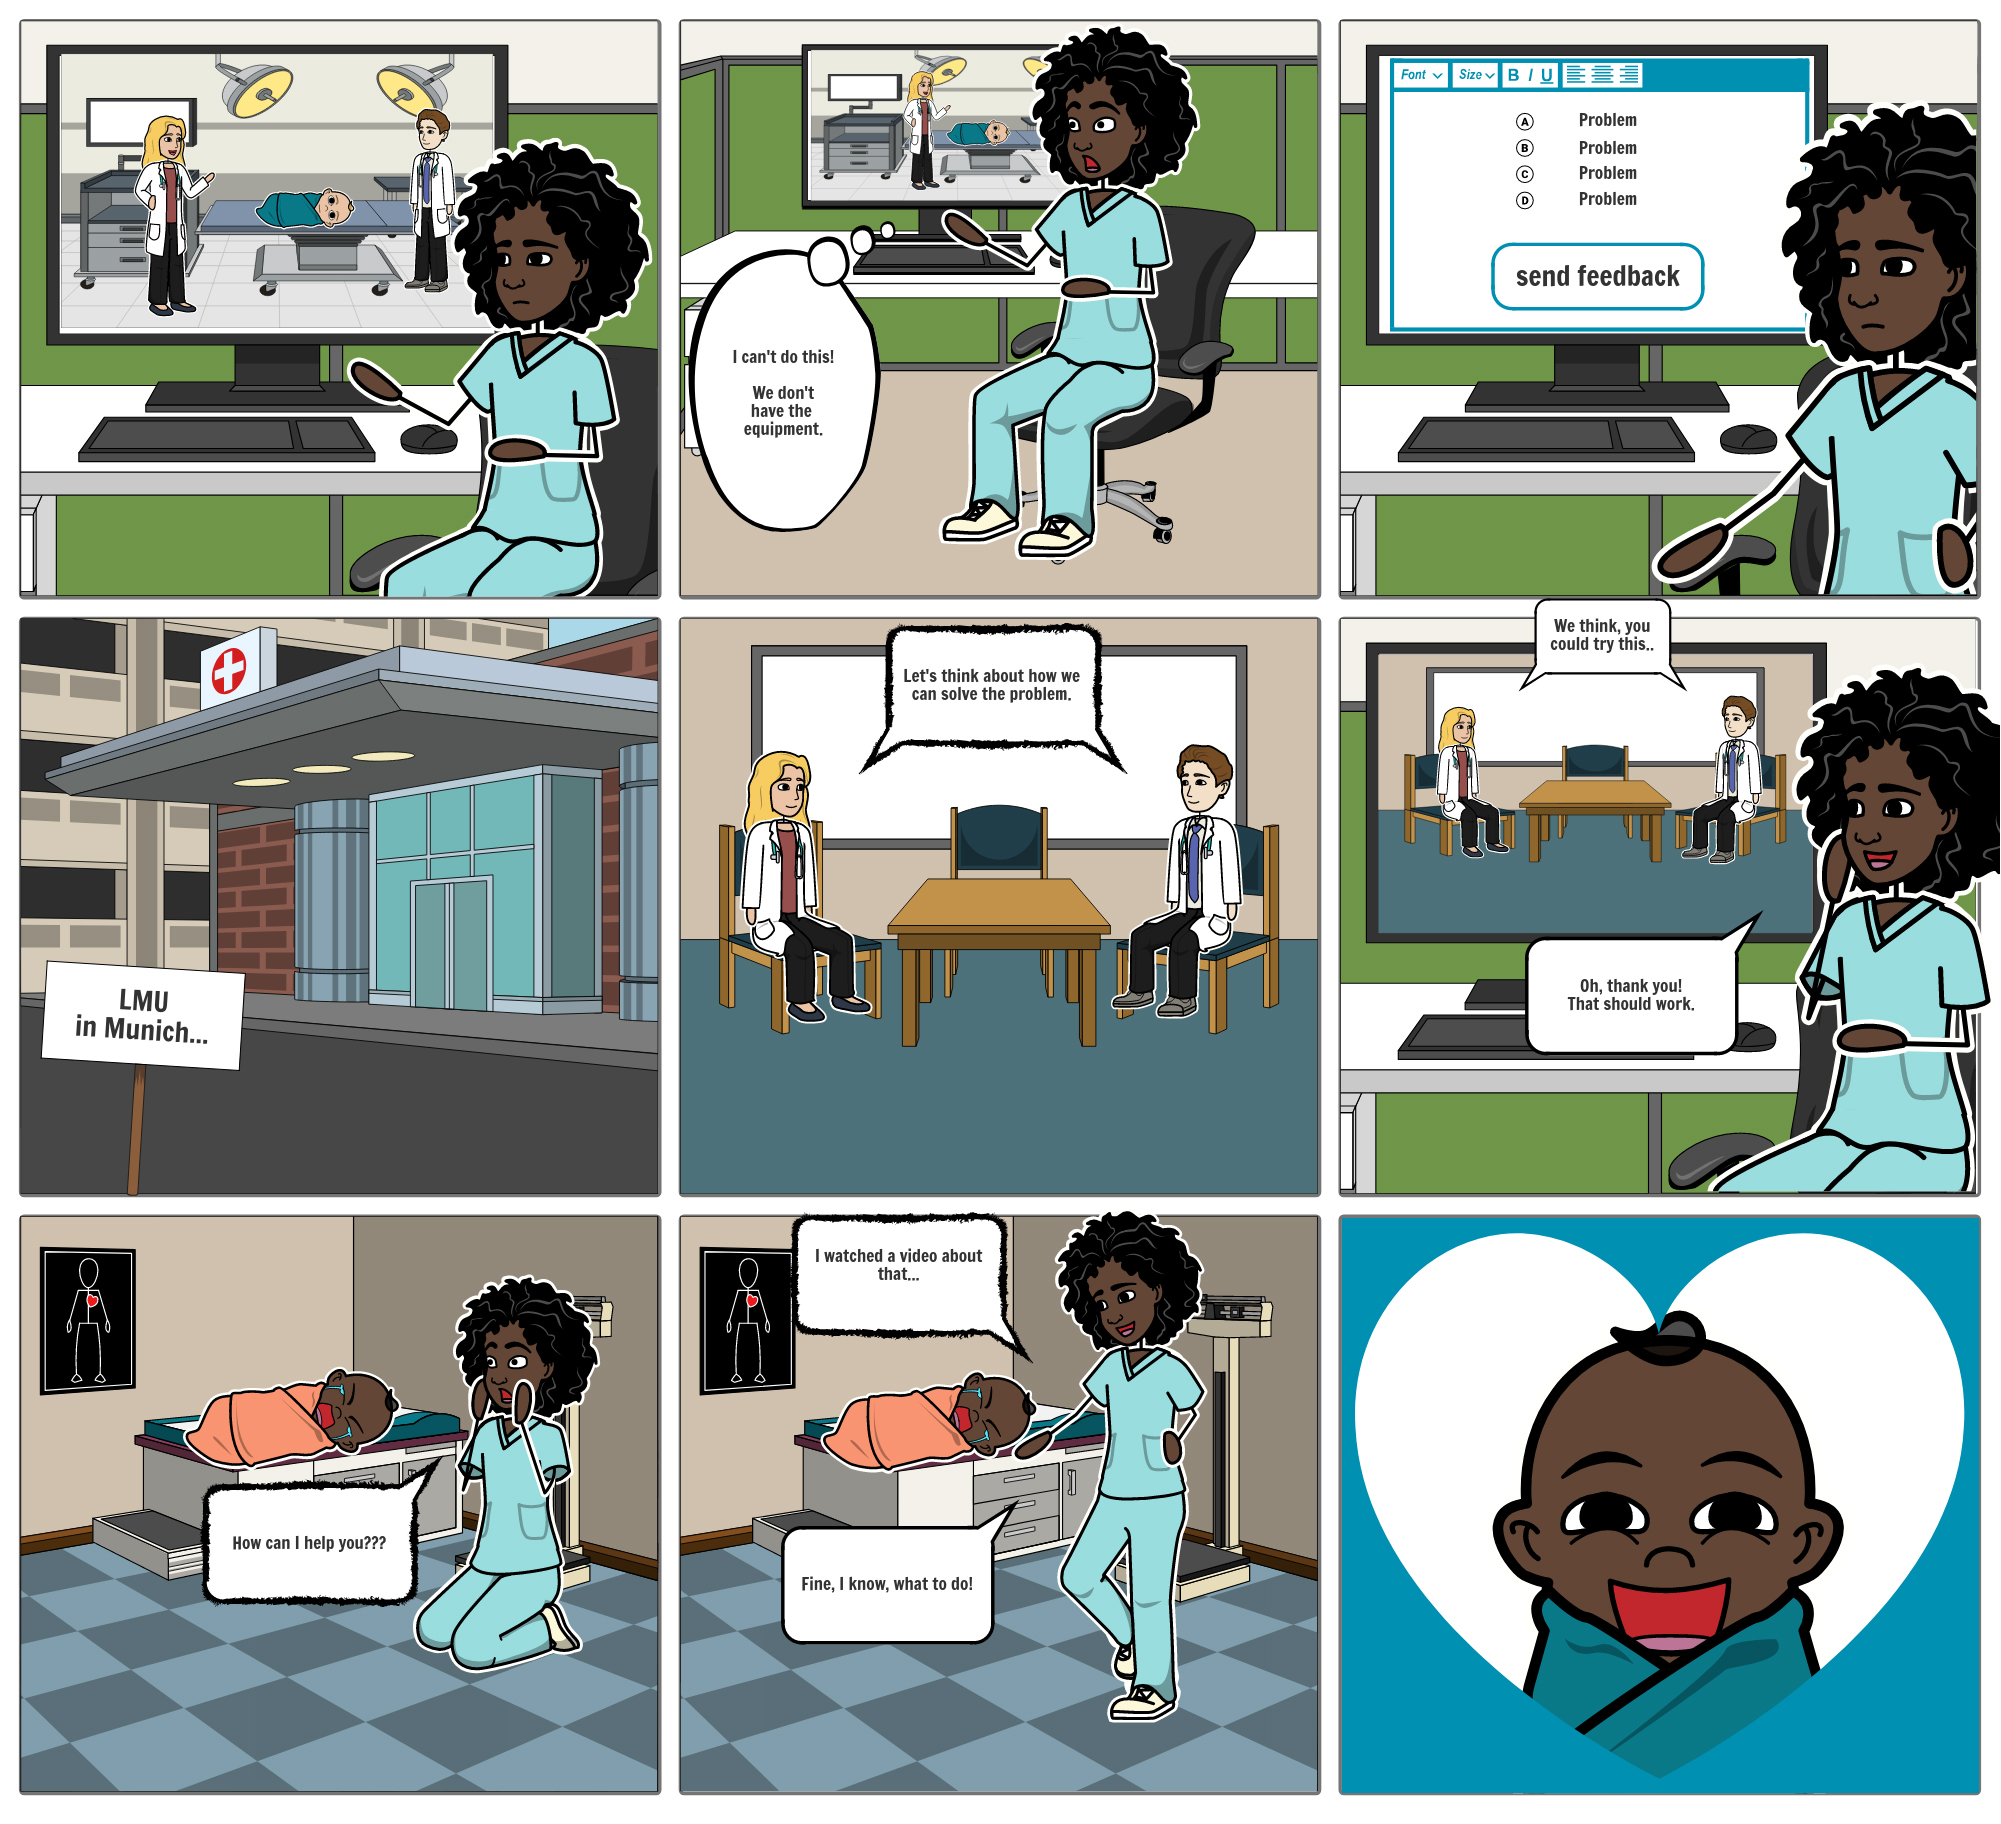 I can't do this!
We don't
have the
equipment.
Font
Size
B I U
A Problem
B Problem
C Problem
D Problem
send feedback
LMU
in Munich...
Let's think about how we
can solve the problem.
We think, you
could try this..
Oh, thank you!
That should work.
How can I help you???
I watched a video about
that...
Fine, I know, what to do!